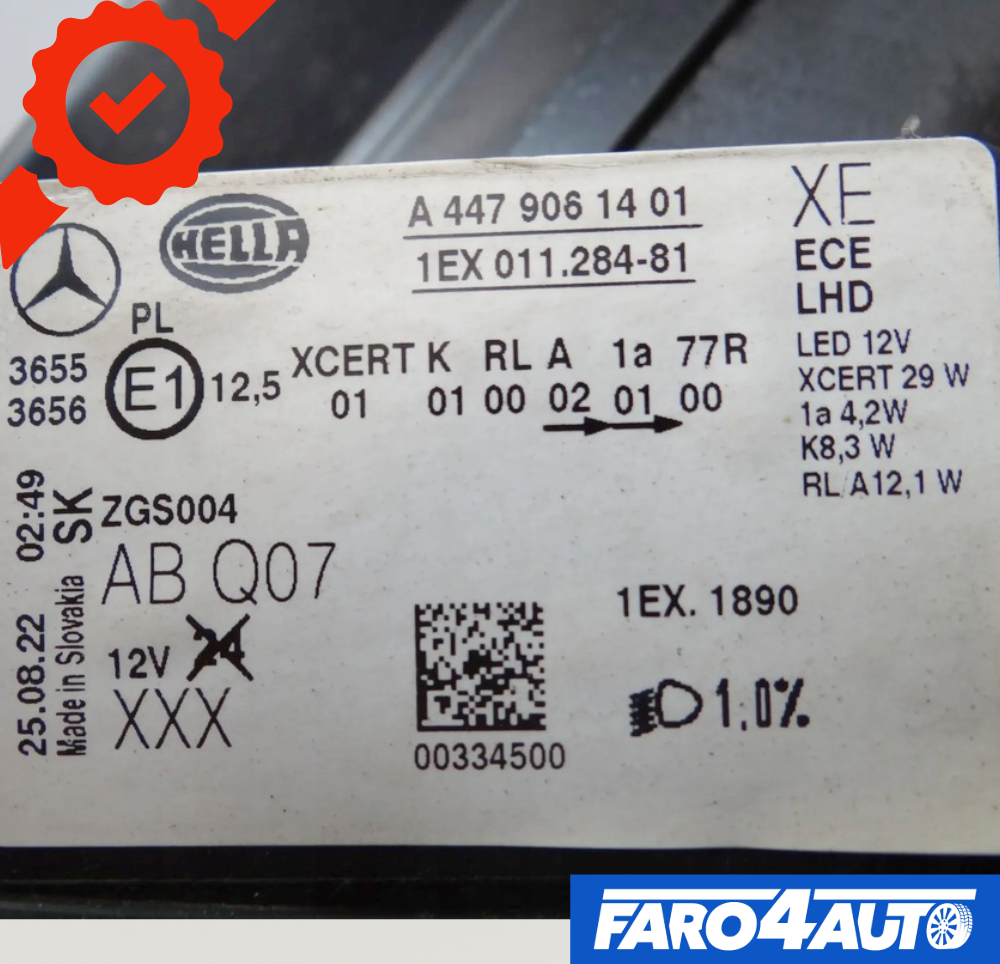 HELLA
A 447 906 14 01
1EX 011.284-81
XE
ECE
LHD
LED 12V
XCERT 29 W
1a 4,2W
K8,3 W
RL/A12,1 W
PL
3655
3656
E1
12,5
XCERT K RL A 1a 77R
01 01 00 02 01 00
25.08.22 02:49
Made in Slovakia SK
ZGS004
AB Q07
12V 24
XXX
00334500
1EX. 1890
1.0%
FARO4AUTO